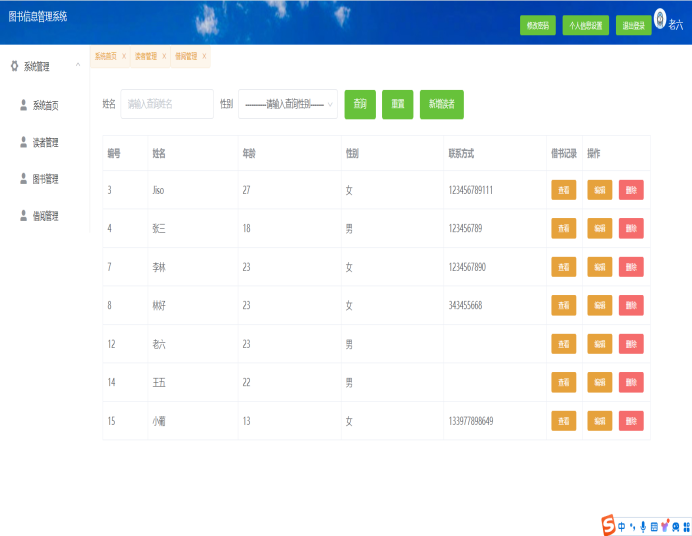 图书信息管理系统
修改密码 个人信息设置 退出登录 老六
系统管理
系统首页
读者管理
图书管理
借阅管理
系统首页 X 读者管理 X 借阅管理 X
姓名 请输入查询姓名 性别 ----------请输入查询性别------- 查询 重置 新增读者
编号 姓名 年龄 性别 联系方式 借书记录 操作
3 Jiso 27 女 123456789111 查看 编辑 删除
4 张三 18 男 123456789 查看 编辑 删除
7 李林 23 女 1234567890 查看 编辑 删除
8 林好 23 女 343455668 查看 编辑 删除
12 老六 23 男 查看 编辑 删除
14 王五 22 男 查看 编辑 删除
15 小葡 13 女 133977898649 查看 编辑 删除
S 中